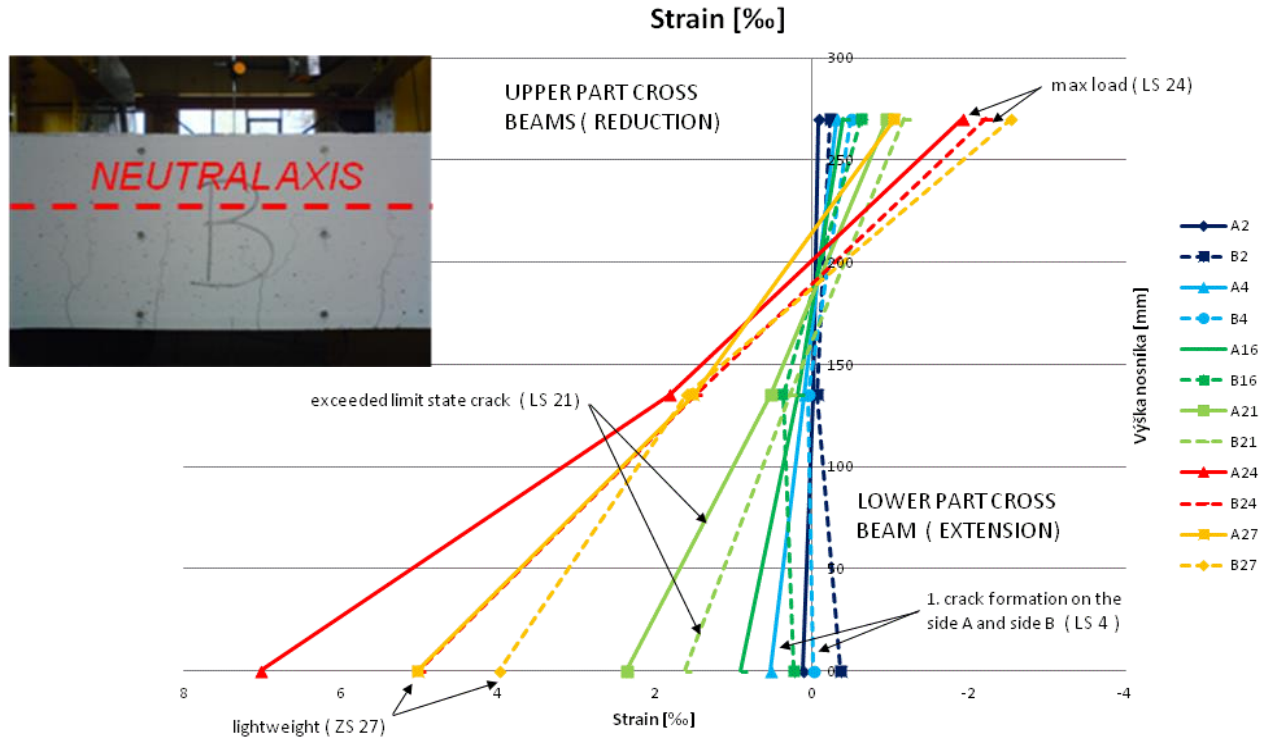 Strain [‰]
NEUTRAL AXIS
B
UPPER PART CROSS
BEAMS ( REDUCTION)
max load ( LS 24)
300
250
200
150
100
50
0
Výška nosníka [mm]
exceeded limit state crack ( LS 21)
LOWER PART CROSS
BEAM ( EXTENSION)
1. crack formation on the
side A and side B ( LS 4 )
lightweight ( ZS 27)
8 6 4 2 0 -2 -4
Strain [‰]
A2
B2
A4
B4
A16
B16
A21
B21
A24
B24
A27
B27